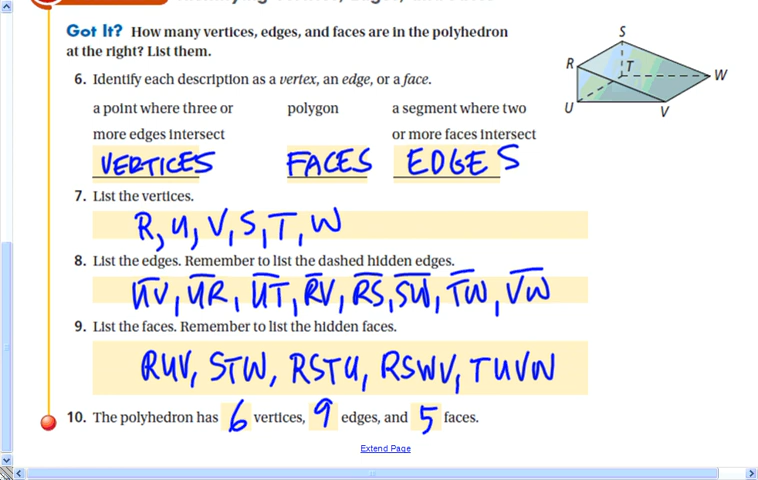 Got It? How many vertices, edges, and faces are in the polyhedron
at the right? List them.
6. Identify each description as a vertex, an edge, or a face.
a point where three or polygon a segment where two
more edges intersect or more faces intersect
VERTICES FACES EDGES
7. List the vertices.
R, U, V, S, T, W
8. List the edges. Remember to list the dashed hidden edges.
UV, UR, UT, RV, RS, SW, TW, VW
9. List the faces. Remember to list the hidden faces.
RUV, STW, RSTU, RSWV, TUVW
10. The polyhedron has 6 vertices, 9 edges, and 5 faces.
Extend Page
S
R
T
W
U
V